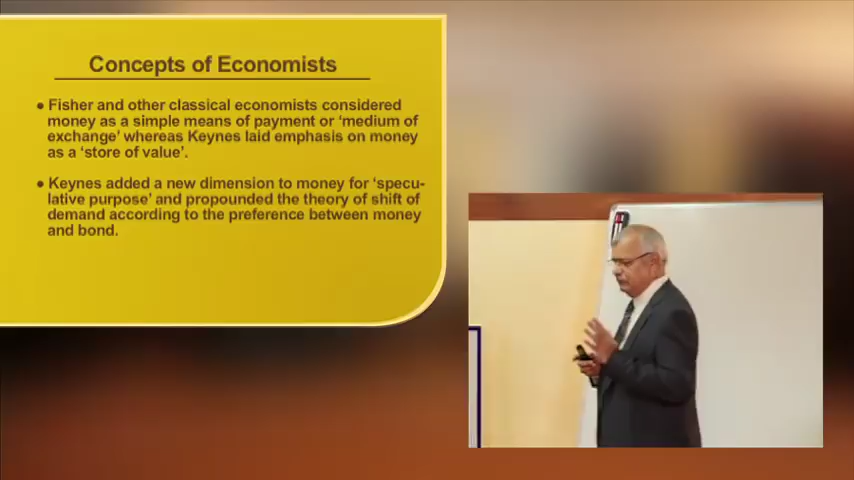 Concepts of Economists
● Fisher and other classical economists considered
money as a simple means of payment or ‘medium of
exchange’ whereas Keynes laid emphasis on money
as a ‘store of value’.
● Keynes added a new dimension to money for ‘specu-
lative purpose’ and propounded the theory of shift of
demand according to the preference between money
and bond.